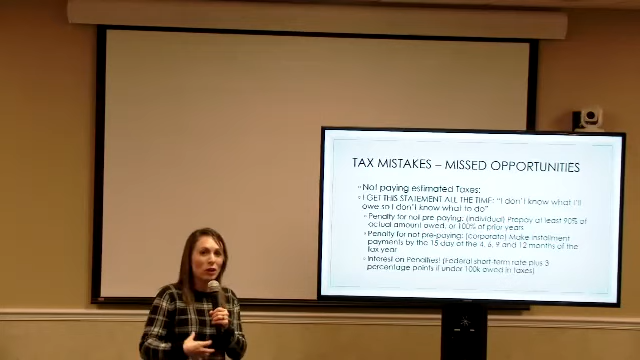 TAX MISTAKES – MISSED OPPORTUNITIES
Not paying estimated Taxes:
I GET THIS STATEMENT ALL THE TIME: "I don't know what I'll
owe so I don't know what to do"
Penalty for not pre paying: (Individual) Prepay at least 90% of
actual amount owed, or 100% of prior years
Penalty for not pre-paying: (corporate) Make installment
payments by the 15 day of the 4, 6, 9 and 12 months of the
tax year
Interest on Penalties! (Federal short-term rate plus 3
percentage points if under 100k owed in taxes)